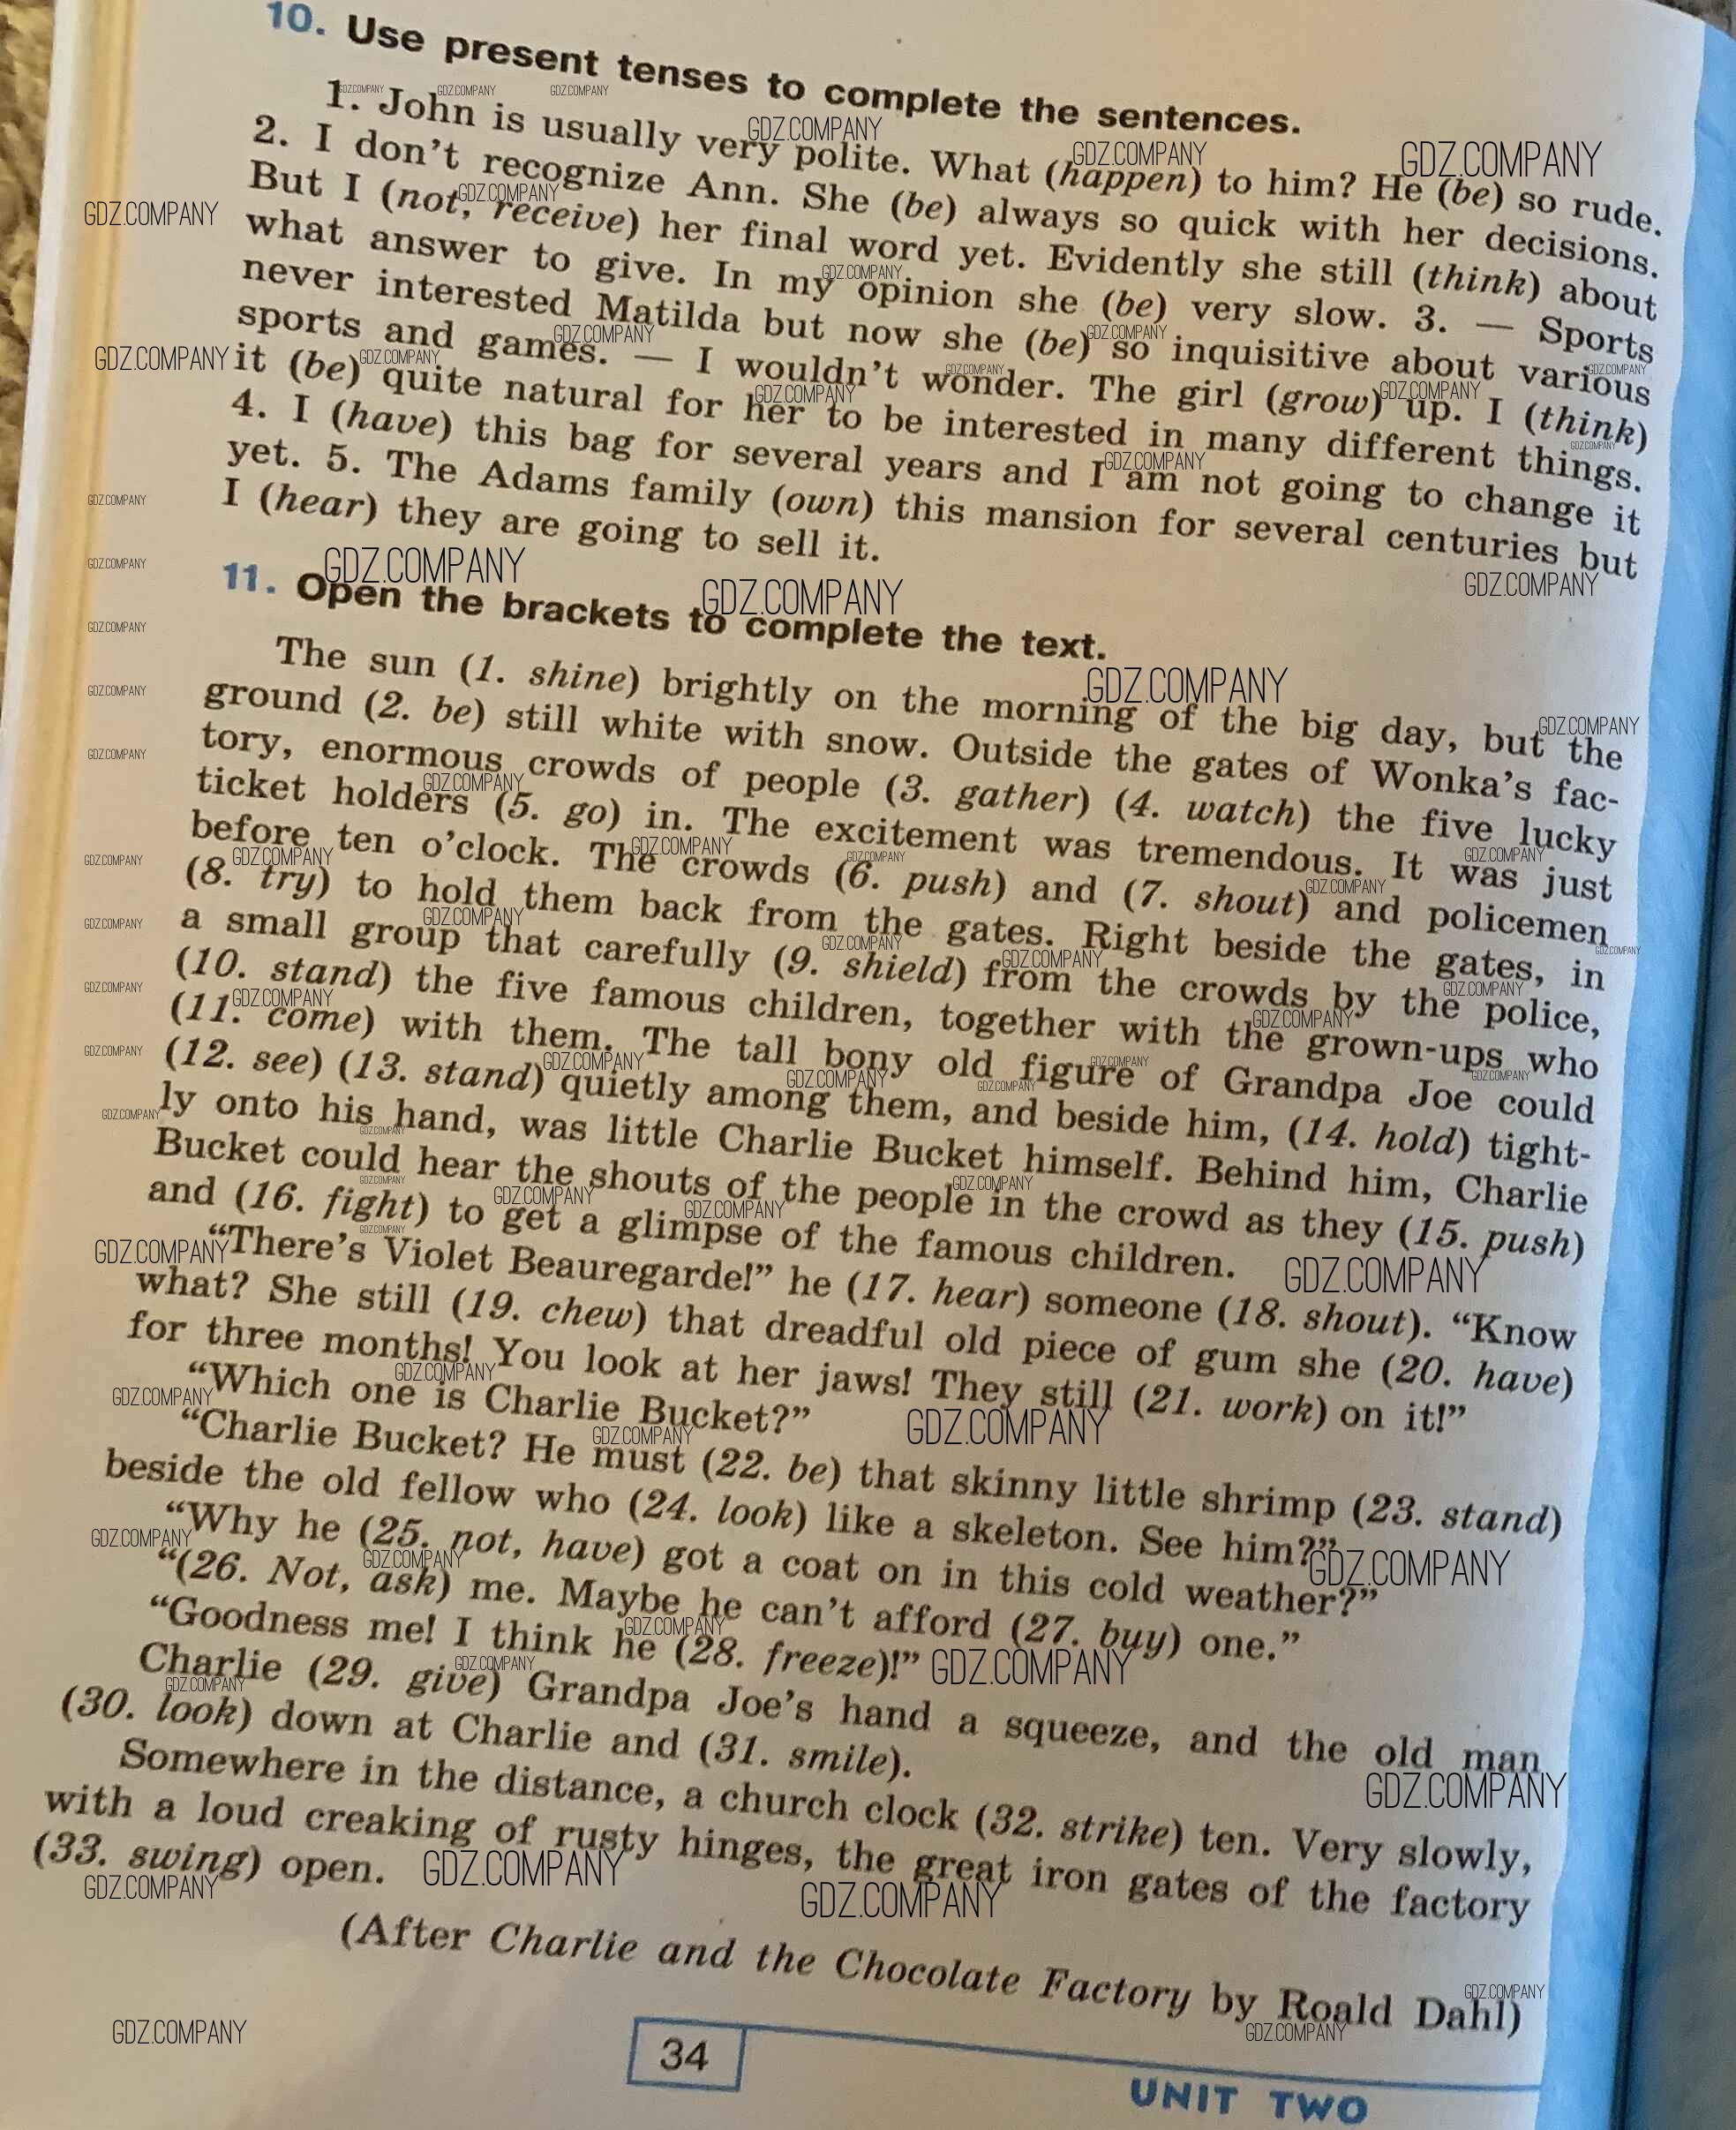 10. Use present tenses to complete the sentences.
1. John is usually very polite. What (happen) to him? He (be) so rude.
2. I don't recognize Ann. She (be) always so quick with her decisions.
But I (not, receive) her final word yet. Evidently she still (think) about
what answer to give. In my opinion she (be) very slow. 3. — Sports
never interested Matilda but now she (be) so inquisitive about various
sports and games. — I wouldn't wonder. The girl (grow) up. I (think)
it (be) quite natural for her to be interested in many different things.
4. I (have) this bag for several years and I am not going to change it
yet. 5. The Adams family (own) this mansion for several centuries but
I (hear) they are going to sell it.
11. Open the brackets to complete the text.
The sun (1. shine) brightly on the morning of the big day, but the
ground (2. be) still white with snow. Outside the gates of Wonka's fac-
tory, enormous crowds of people (3. gather) (4. watch) the five lucky
ticket holders (5. go) in. The excitement was tremendous. It was just
before ten o'clock. The crowds (6. push) and (7. shout) and policemen
(8. try) to hold them back from the gates. Right beside the gates, in
a small group that carefully (9. shield) from the crowds by the police,
(10. stand) the five famous children, together with the grown-ups who
(11. come) with them. The tall bony old figure of Grandpa Joe could
(12. see) (13. stand) quietly among them, and beside him, (14. hold) tight-
ly onto his hand, was little Charlie Bucket himself. Behind him, Charlie
Bucket could hear the shouts of the people in the crowd as they (15. push)
and (16. fight) to get a glimpse of the famous children.
"There's Violet Beauregarde!" he (17. hear) someone (18. shout). "Know
what? She still (19. chew) that dreadful old piece of gum she (20. have)
for three months! You look at her jaws! They still (21. work) on it!"
"Which one is Charlie Bucket?"
"Charlie Bucket? He must (22. be) that skinny little shrimp (23. stand)
beside the old fellow who (24. look) like a skeleton. See him?"
"Why he (25. not, have) got a coat on in this cold weather?"
"(26. Not, ask) me. Maybe he can't afford (27. buy) one."
"Goodness me! I think he (28. freeze)!"
Charlie (29. give) Grandpa Joe's hand a squeeze, and the old man
(30. look) down at Charlie and (31. smile).
Somewhere in the distance, a church clock (32. strike) ten. Very slowly,
with a loud creaking of rusty hinges, the great iron gates of the factory
(33. swing) open.
(After Charlie and the Chocolate Factory by Roald Dahl)
34
UNIT TWO
GDZ.COMPANY